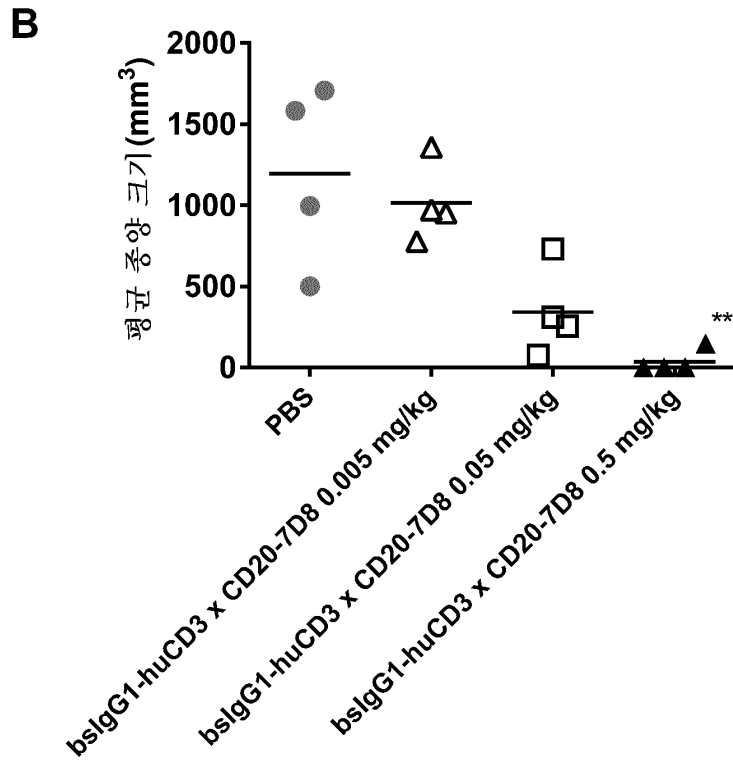 B
평균 종양 크기(mm³)
2000
1500
1000
500
0
**
PBS
bsIgG1-huCD3 x CD20-7D8 0.005 mg/kg
bsIgG1-huCD3 x CD20-7D8 0.05 mg/kg
bsIgG1-huCD3 x CD20-7D8 0.5 mg/kg